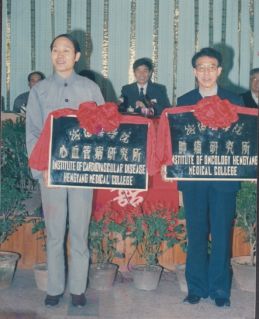 心血管病研究所
INSTITUTE OF CARDIOVASCULAR DISEASE
HENGYANG MEDICAL COLLEGE
肿瘤研究所
INSTITUTE OF ONCOLOGY HENGYANG
MEDICAL COLLEGE